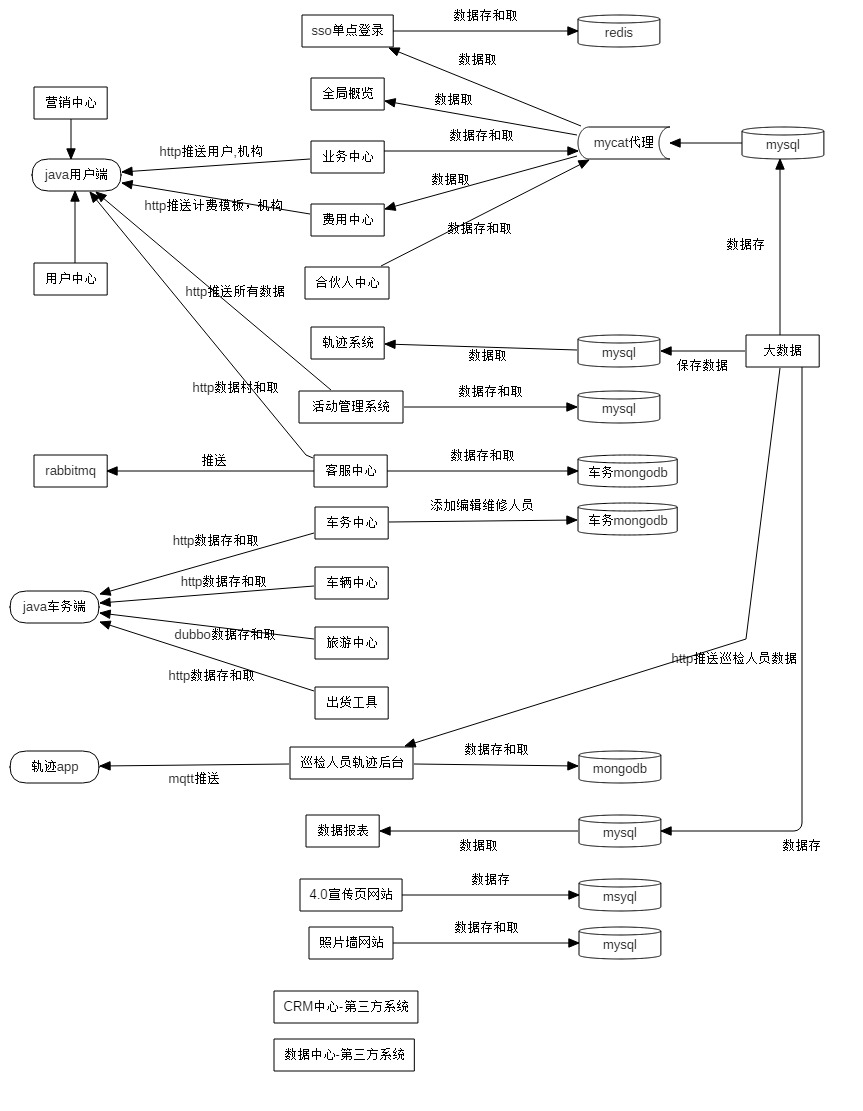 数据存和取
sso单点登录
redis
数据取
全局概览
数据取
营销中心
数据存和取
mycat代理
mysql
http推送用户,机构
业务中心
java用户端
数据取
http推送计费模板，机构
费用中心
数据存和取
数据存
用户中心
合伙人中心
http推送所有数据
轨迹系统
数据取
mysql
保存数据
大数据
http数据村和取
活动管理系统
数据存和取
mysql
rabbitmq
推送
客服中心
数据存和取
车务mongodb
添加编辑维修人员
车务中心
车务mongodb
http数据存和取
http数据存和取
车辆中心
java车务端
dubbo数据存和取
旅游中心
http推送巡检人员数据
http数据存和取
出货工具
轨迹app
mqtt推送
巡检人员轨迹后台
数据存和取
mongodb
数据报表
数据取
mysql
数据存
4.0宣传页网站
数据存
msyql
照片墙网站
数据存和取
mysql
CRM中心-第三方系统
数据中心-第三方系统